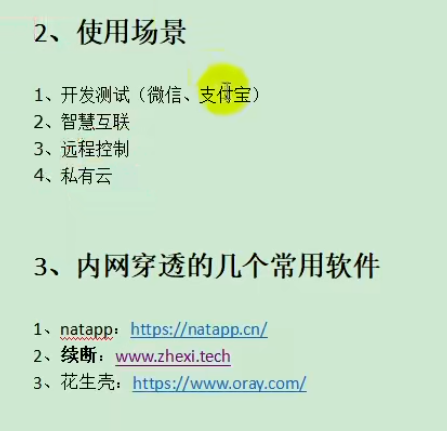 2、使用场景
1、开发测试（微信、支付宝）
2、智慧互联
3、远程控制
4、私有云
3、内网穿透的几个常用软件
1、natapp：https://natapp.cn/
2、续断：www.zhexi.tech
3、花生壳：https://www.oray.com/